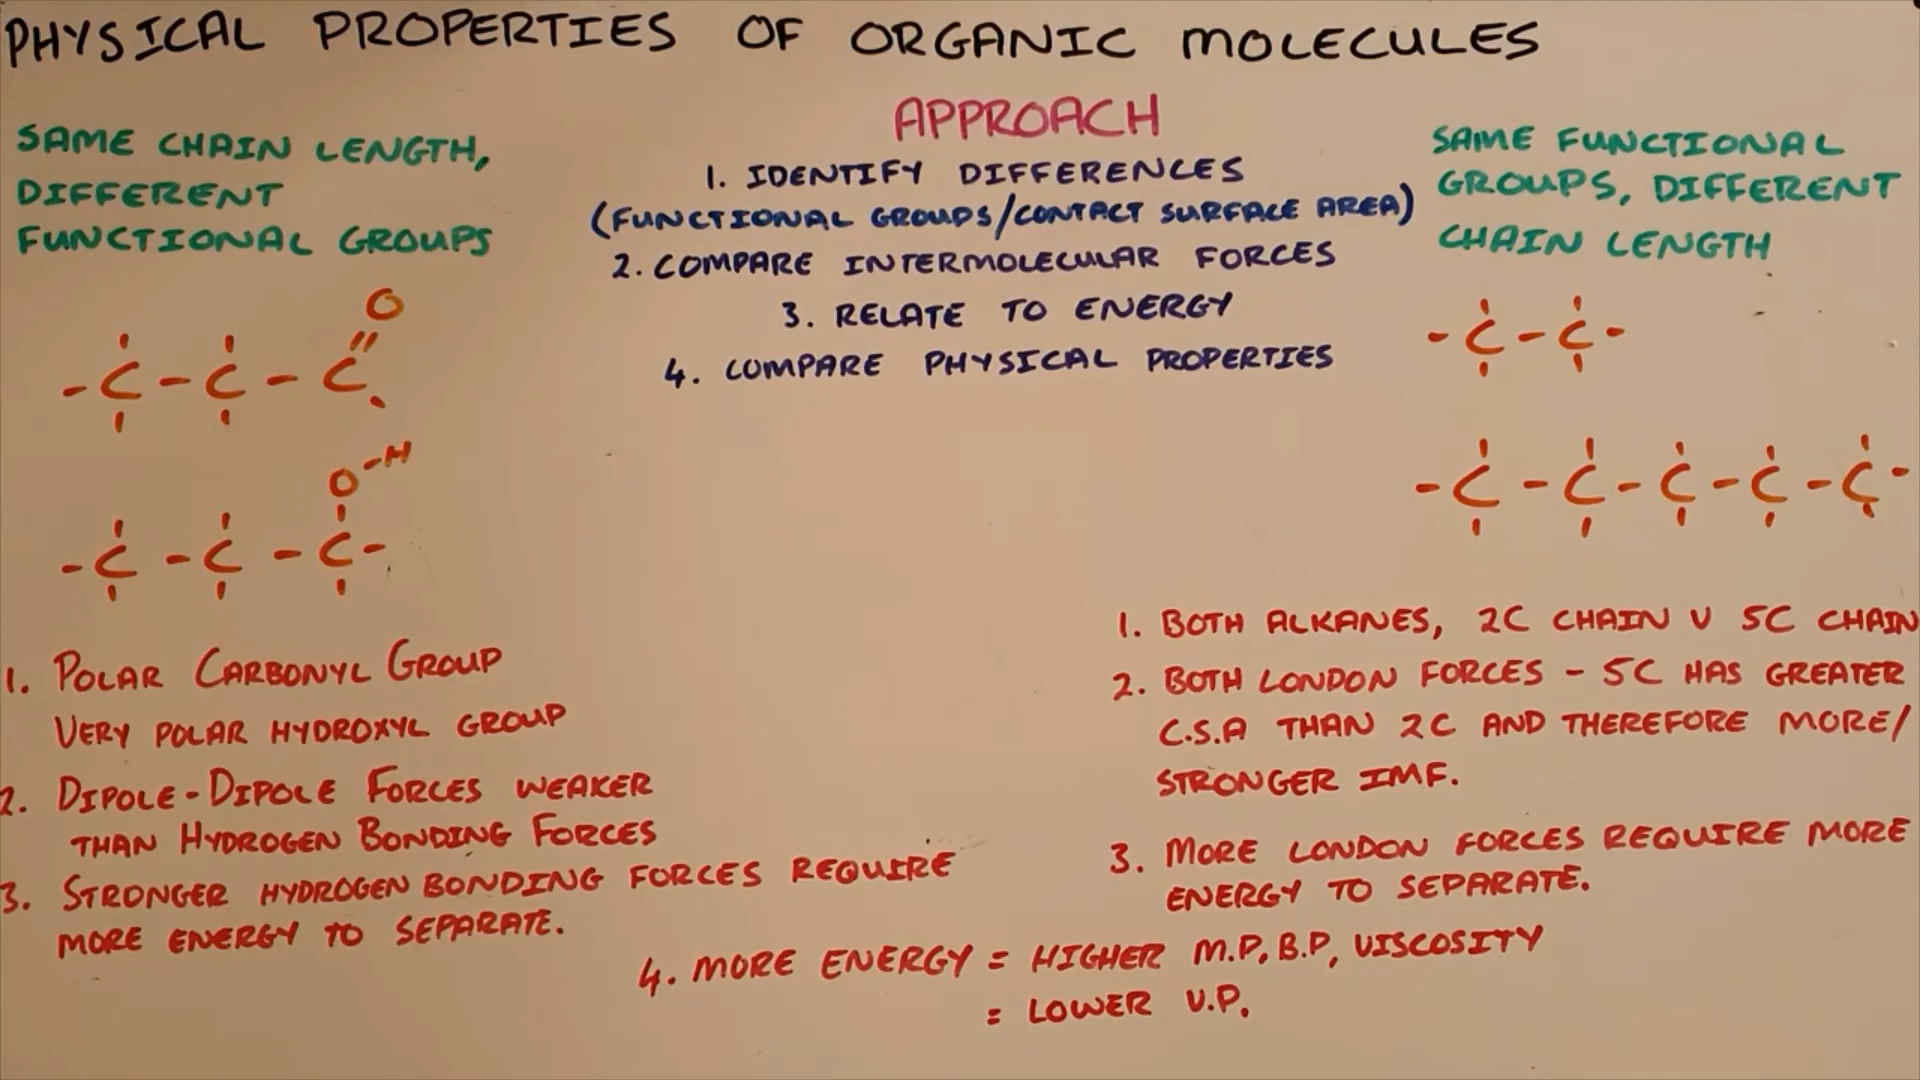 PHYSICAL PROPERTIES OF ORGANIC MOLECULES
SAME CHAIN LENGTH,
DIFFERENT
FUNCTIONAL GROUPS
O
-C-C-C
O-H
-C-C-C-
1. POLAR CARBONYL GROUP
VERY POLAR HYDROXYL GROUP
2. DIPOLE-DIPOLE FORCES WEAKER
THAN HYDROGEN BONDING FORCES
3. STRONGER HYDROGEN BONDING FORCES REQUIRE
MORE ENERGY TO SEPARATE.
APPROACH
1. IDENTIFY DIFFERENCES
(FUNCTIONAL GROUPS/CONTACT SURFACE AREA)
2. COMPARE INTERMOLECULAR FORCES
3. RELATE TO ENERGY
4. COMPARE PHYSICAL PROPERTIES
SAME FUNCTIONAL
GROUPS, DIFFERENT
CHAIN LENGTH
-C-C-
-C-C-C-C-C-
1. BOTH ALKANES, 2C CHAIN V 5C CHAIN
2. BOTH LONDON FORCES - 5C HAS GREATER
C.S.A THAN 2C AND THEREFORE MORE/
STRONGER IMF.
3. MORE LONDON FORCES REQUIRE MORE
ENERGY TO SEPARATE.
4. MORE ENERGY = HIGHER M.P, B.P, VISCOSITY
= LOWER V.P.